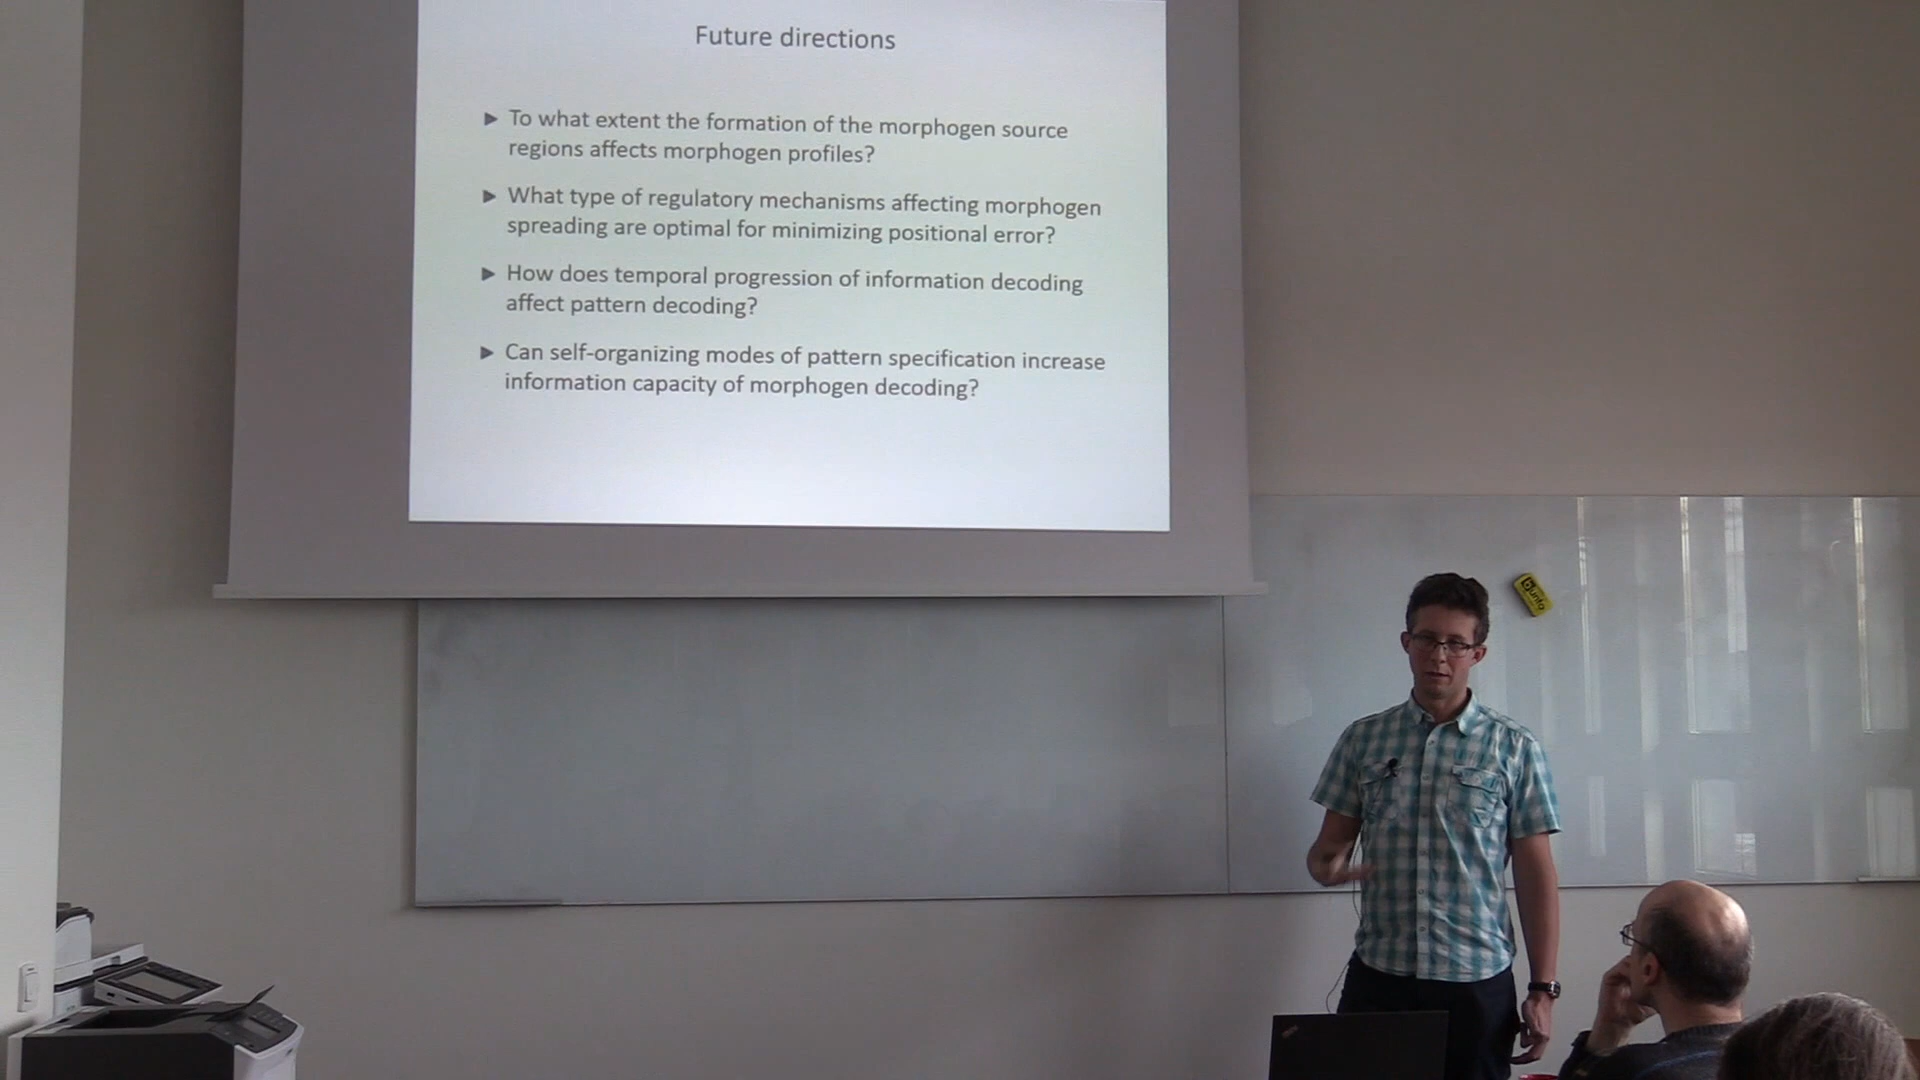 Future directions
To what extent the formation of the morphogen source
regions affects morphogen profiles?
What type of regulatory mechanisms affecting morphogen
spreading are optimal for minimizing positional error?
How does temporal progression of information decoding
affect pattern decoding?
Can self-organizing modes of pattern specification increase
information capacity of morphogen decoding?